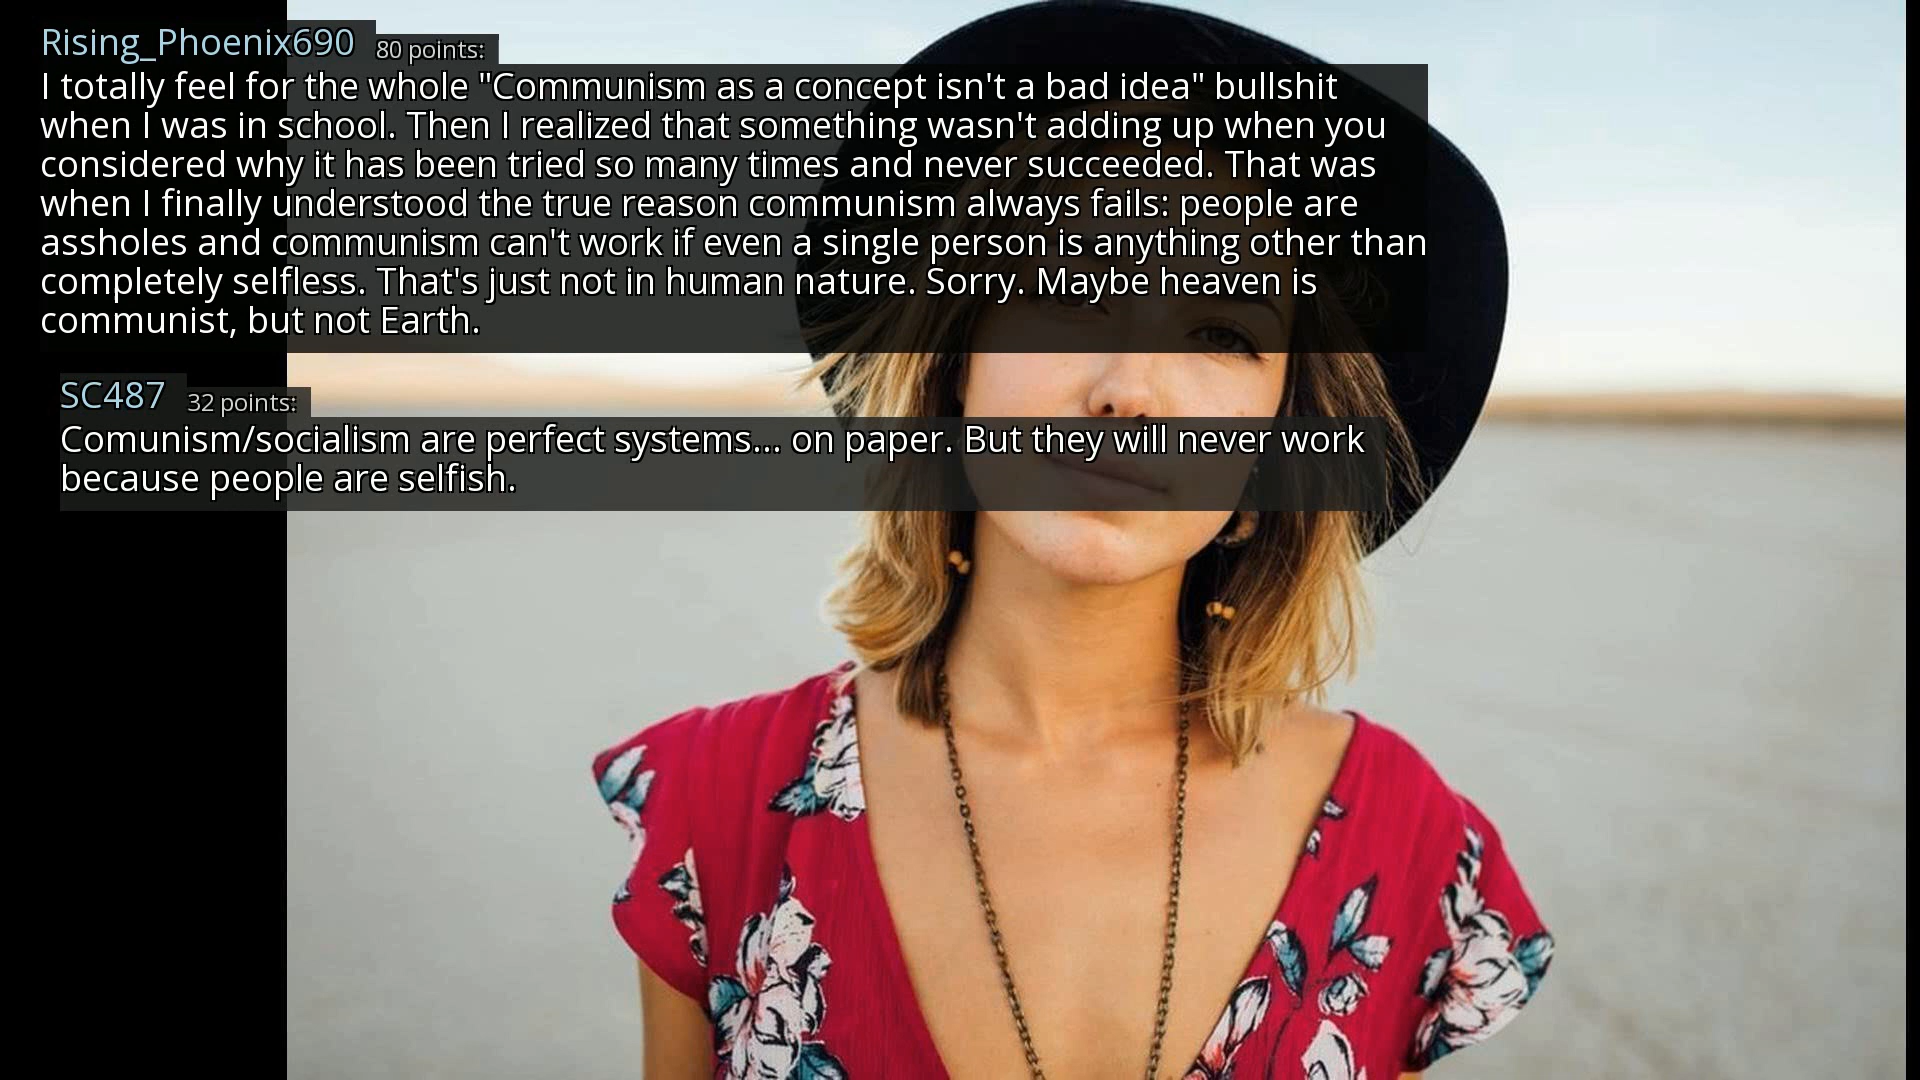 Rising_Phoenix690 80 points:
I totally feel for the whole "Communism as a concept isn't a bad idea" bullshit
when I was in school. Then I realized that something wasn't adding up when you
considered why it has been tried so many times and never succeeded. That was
when I finally understood the true reason communism always fails: people are
assholes and communism can't work if even a single person is anything other than
completely selfless. That's just not in human nature. Sorry. Maybe heaven is
communist, but not Earth.
SC487 32 points:
Comunism/socialism are perfect systems... on paper. But they will never work
because people are selfish.